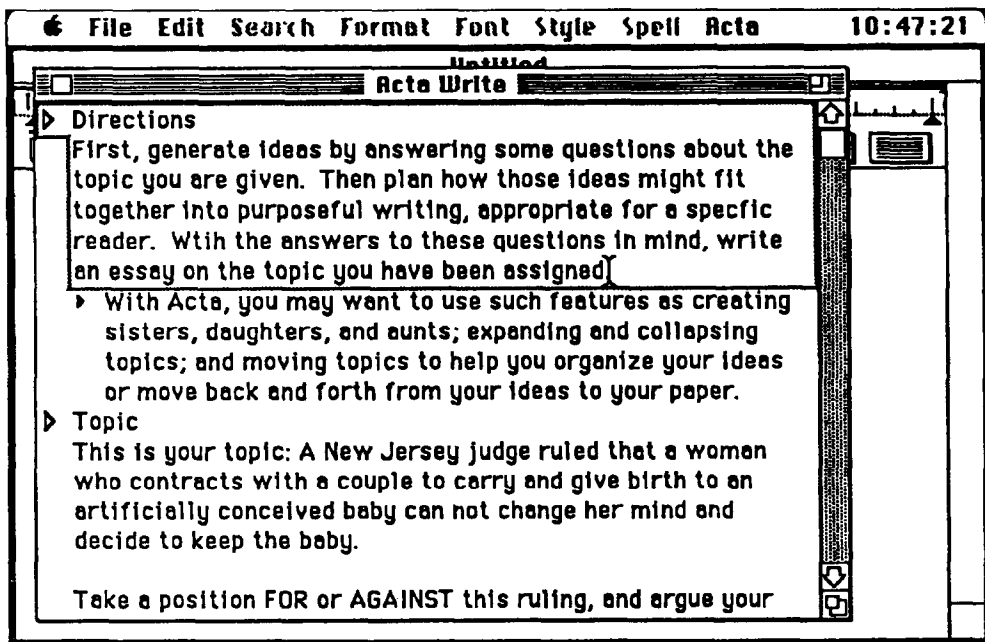 File Edit Search Format Font Style Spell Acta 10:47:21
Untitled
Acta Write
Directions
First, generate ideas by answering some questions about the
topic you are given. Then plan how those ideas might fit
together into purposeful writing, appropriate for a specfic
reader. Wtih the answers to these questions in mind, write
an essay on the topic you have been assigned.
With Acta, you may want to use such features as creating
sisters, daughters, and aunts; expanding and collapsing
topics; and moving topics to help you organize your ideas
or move back and forth from your ideas to your paper.
Topic
This is your topic: A New Jersey judge ruled that a woman
who contracts with a couple to carry and give birth to an
artificially conceived baby can not change her mind and
decide to keep the baby.
Take a position FOR or AGAINST this ruling, and argue your